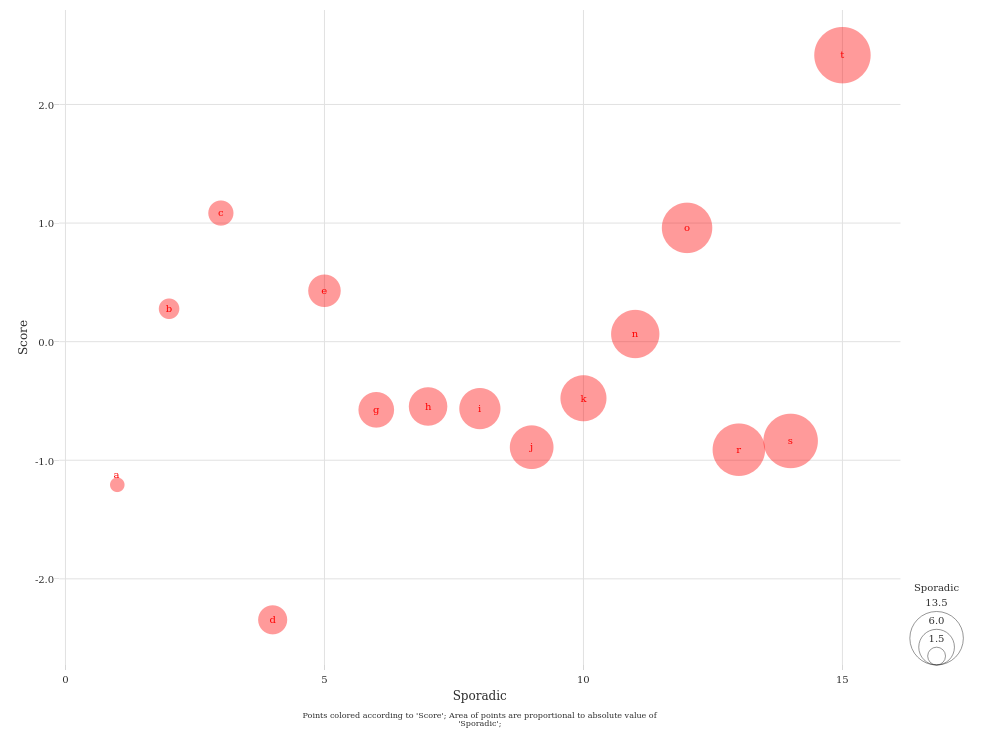 t
2.0
c
1.0
o
e
b
n
0.0
Score
k
h
i
g
s
j
r
-1.0
a
-2.0
d
Sporadic
13.5
6.0
1.5
0
5
10
15
Sporadic
Points colored according to 'Score'; Area of points are proportional to absolute value of
'Sporadic';